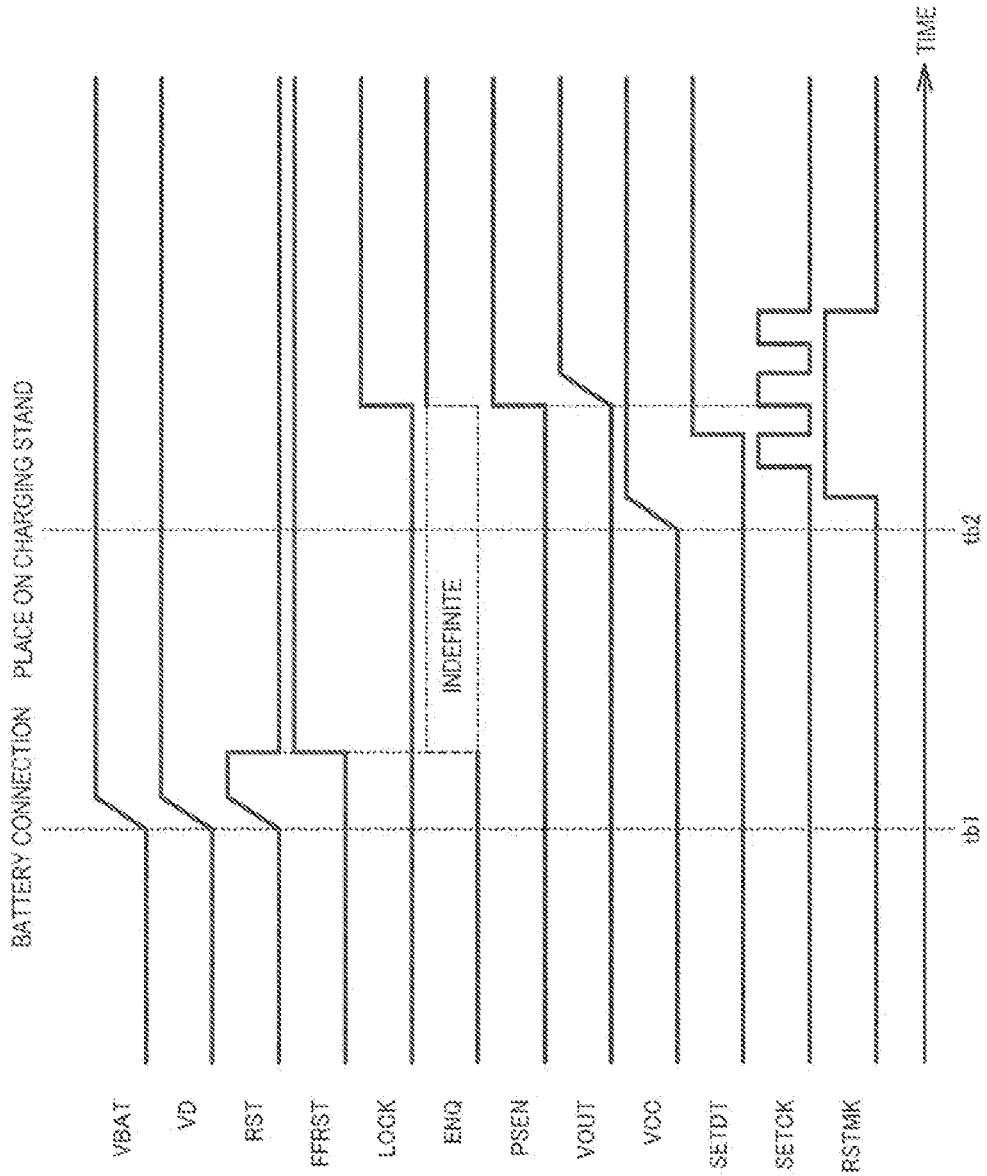 BATTERY CONNECTION PLACE ON CHARGING STAND
VBAT
VD
RST
FFRST
LOCK
ENQ
INDEFINITE
PSEN
VOUT
VCC
SETDT
SETCK
RSTMK
tb1 tb2
TIME